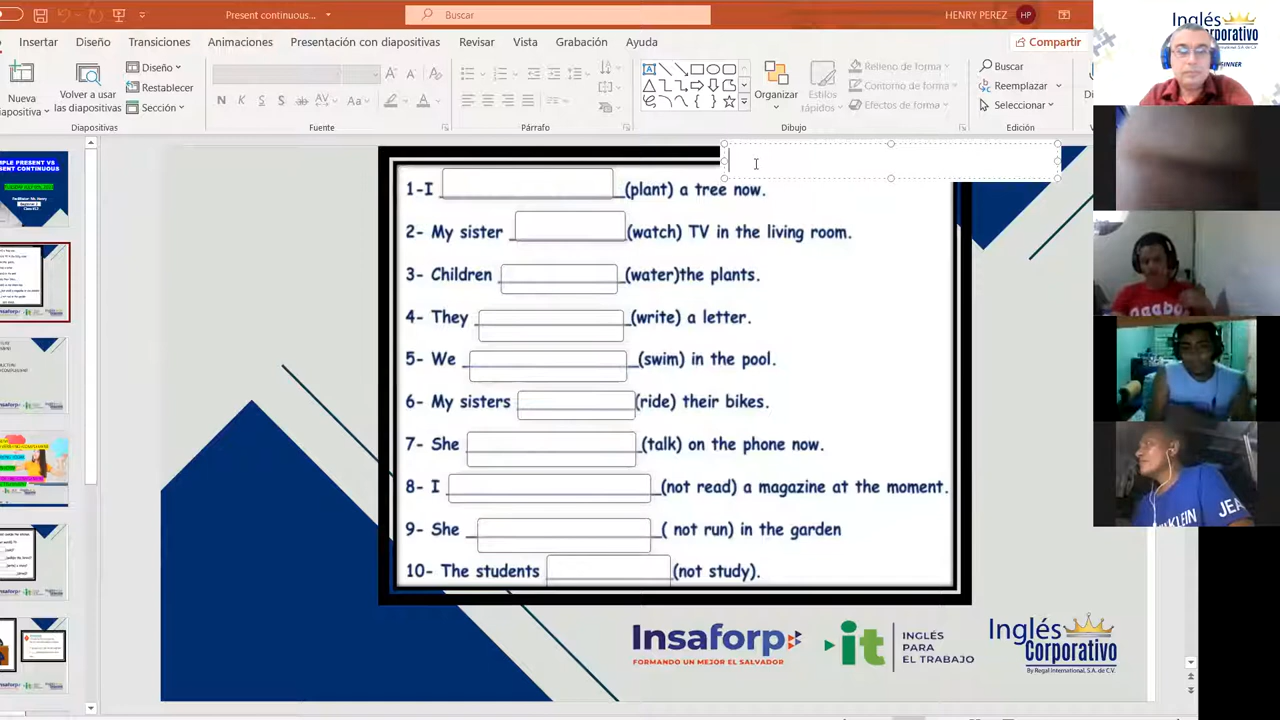 Present continuous...
Buscar
HENRY PEREZ
HP
Insertar
Diseño
Transiciones
Animaciones
Presentación con diapositivas
Revisar
Vista
Grabación
Ayuda
Compartir
Nueva
diapositiva
Volver a usar
las diapositivas
Diseño
Restablecer
Sección
Diapositivas
N K S ab AV Aa
Fuente
Párrafo
Organizar
Estilos
rápidos
Relleno de forma
Contorno de forma
Efectos de forma
Dibujo
Buscar
Reemplazar
Seleccionar
Edición
Inglés
Corporativo
1-I (plant) a tree now.
2- My sister (watch) TV in the living room.
3- Children (water)the plants.
4- They (write) a letter.
5- We (swim) in the pool.
6- My sisters (ride) their bikes.
7- She (talk) on the phone now.
8- I (not read) a magazine at the moment.
9- She ( not run) in the garden
10- The students (not study).
Insaforp
FORMANDO UN MEJOR EL SALVADOR
it
INGLÉS
PARA
EL TRABAJO
Inglés
Corporativo
By Regal International, S.A. de C.V.